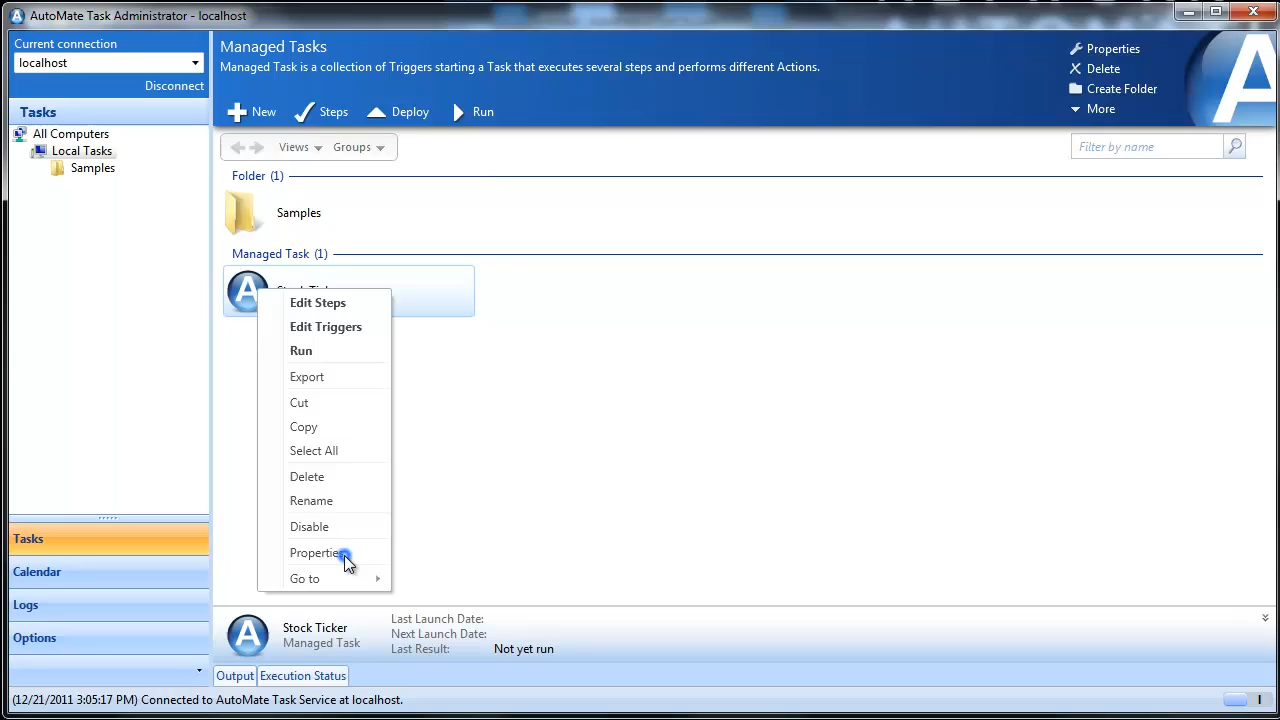 AutoMate Task Administrator - localhost
Current connection
localhost
Disconnect
Tasks
All Computers
Local Tasks
Samples
Tasks
Calendar
Logs
Options
Managed Tasks
Managed Task is a collection of Triggers starting a Task that executes several steps and performs different Actions.
New Steps Deploy Run
Properties
Delete
Create Folder
More
Views Groups
Filter by name
Folder (1)
Samples
Managed Task (1)
Edit Steps
Edit Triggers
Run
Export
Cut
Copy
Select All
Delete
Rename
Disable
Go to
Stock Ticker
Managed Task
Last Launch Date:
Next Launch Date:
Last Result: Not yet run
Output Execution Status
(12/21/2011 3:05:17 PM) Connected to AutoMate Task Service at localhost.